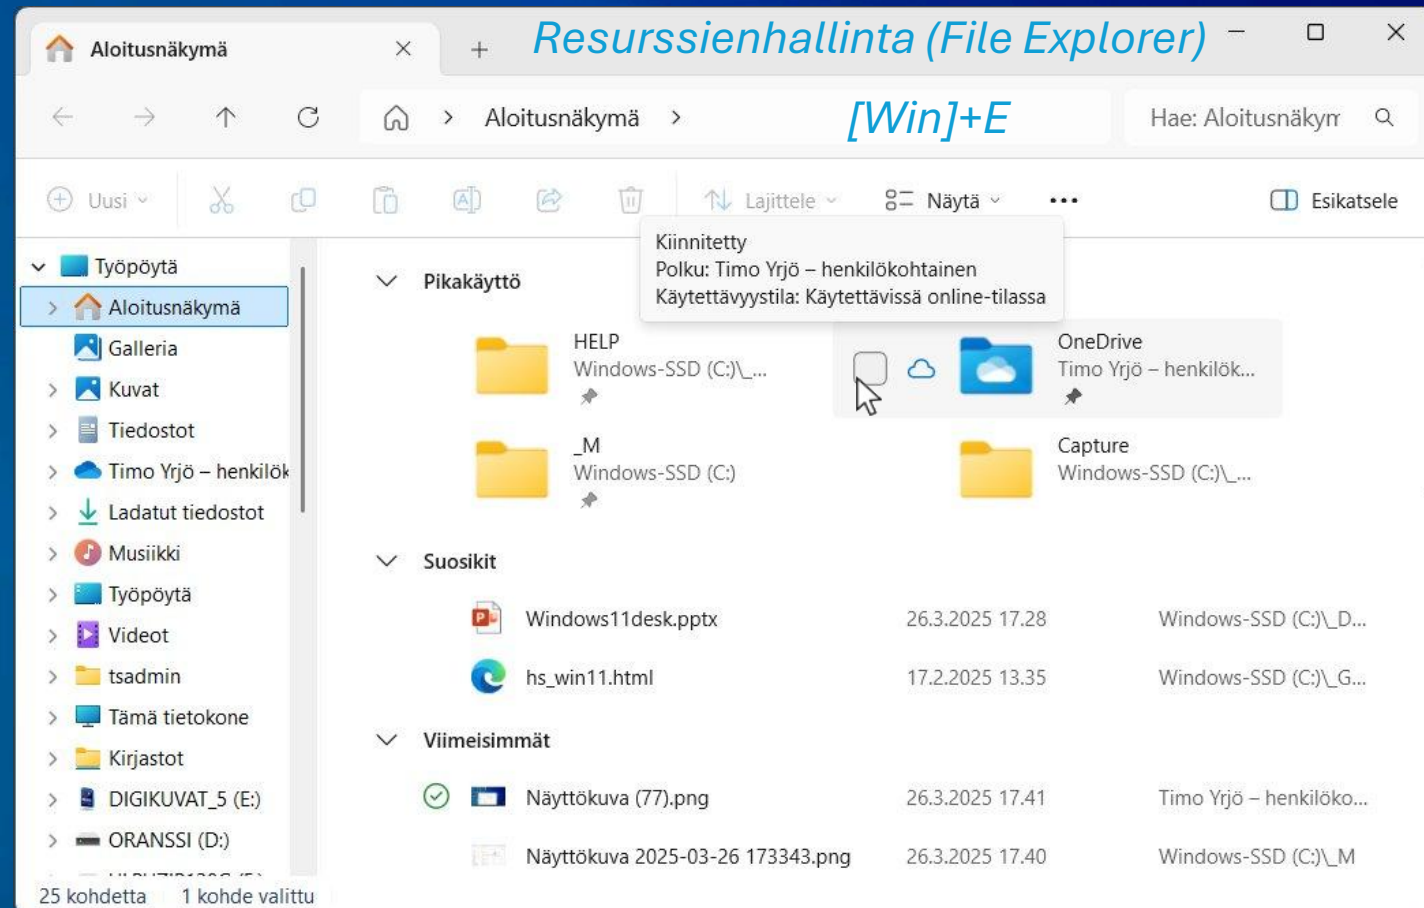 Aloitusnäkymä
Resurssienhallinta (File Explorer)
Aloitusnäkymä
[Win]+E
Hae: Aloitusnäkym
Uusi
Lajittele
Näytä
Esikatsele
Kiinnitetty
Polku: Timo Yrjö – henkilökohtainen
Käytettävyystila: Käytettävissä online-tilassa
Työpöytä
Aloitusnäkymä
Galleria
Kuvat
Tiedostot
Timo Yrjö – henkilök
Ladatut tiedostot
Musiikki
Työpöytä
Videot
tsadmin
Tämä tietokone
Kirjastot
DIGIKUVAT_5 (E:)
ORANSSI (D:)
Pikakäyttö
HELP
Windows-SSD (C:)\_...
OneDrive
Timo Yrjö – henkilök...
_M
Windows-SSD (C:)
Capture
Windows-SSD (C:)\_...
Suosikit
Windows11desk.pptx 26.3.2025 17.28 Windows-SSD (C:)\_D...
hs_win11.html 17.2.2025 13.35 Windows-SSD (C:)\_G...
Viimeisimmät
Näyttökuva (77).png 26.3.2025 17.41 Timo Yrjö – henkilöko...
Näyttökuva 2025-03-26 173343.png 26.3.2025 17.40 Windows-SSD (C:)\_M
25 kohdetta 1 kohde valittu